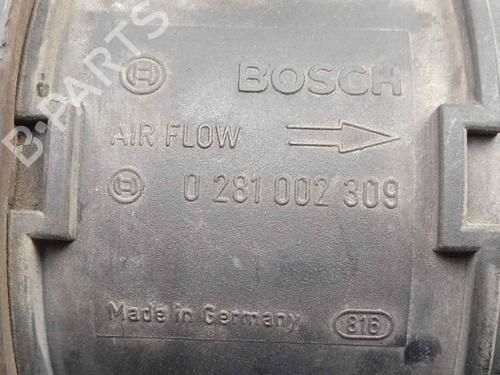 B-PARTS
BOSCH
AIR FLOW
0 281 002 309
Made in Germany 816